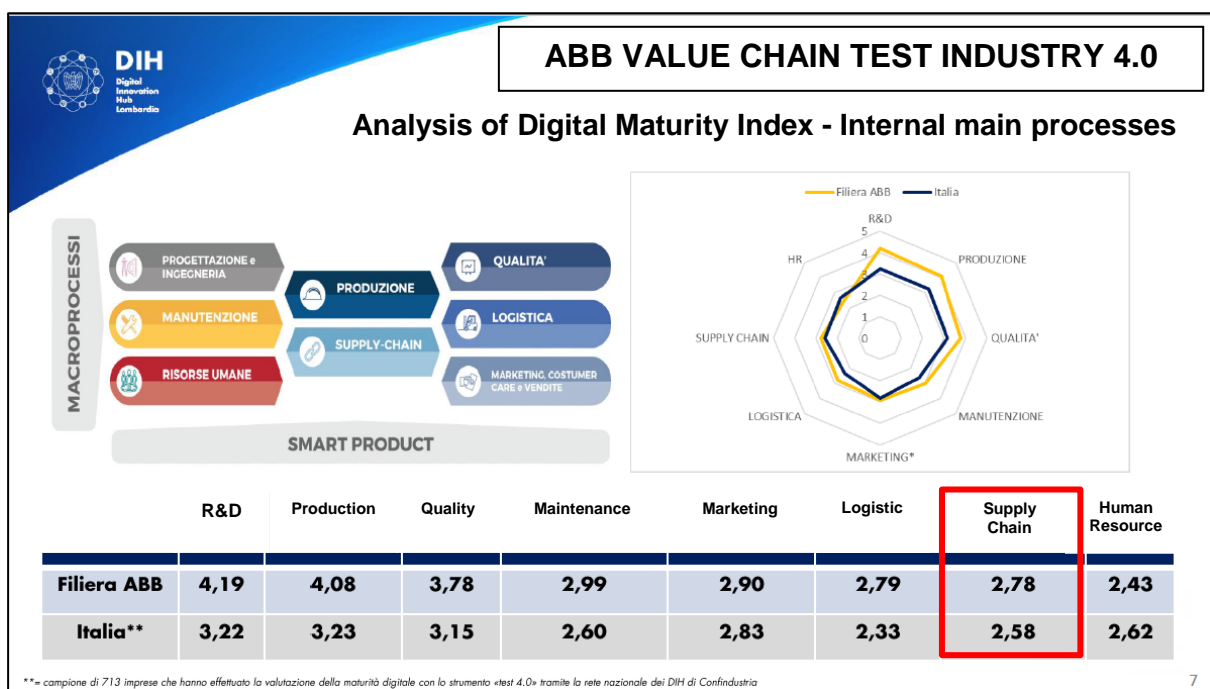 DIH
Digital
Innovation
Hub
Lombardia
ABB VALUE CHAIN TEST INDUSTRY 4.0
Analysis of Digital Maturity Index - Internal main processes
MACROPROCESSI
PROGETTAZIONE e
INGEGNERIA
MANUTENZIONE
RISORSE UMANE
PRODUZIONE
SUPPLY-CHAIN
QUALITA'
LOGISTICA
MARKETING, COSTUMER
CARE e VENDITE
SMART PRODUCT
Filiera ABB Italia
R&D
PRODUZIONE
QUALITA'
MANUTENZIONE
MARKETING*
LOGISTICA
SUPPLY CHAIN
HR
5
4
3
2
1
0
R&D Production Quality Maintenance Marketing Logistic Supply Chain Human Resource
Filiera ABB 4,19 4,08 3,78 2,99 2,90 2,79 2,78 2,43
Italia** 3,22 3,23 3,15 2,60 2,83 2,33 2,58 2,62
**= campione di 713 imprese che hanno effettuato la valutazione della maturità digitale con lo strumento «test 4.0» tramite la rete nazionale dei DIH di Confindustria
7